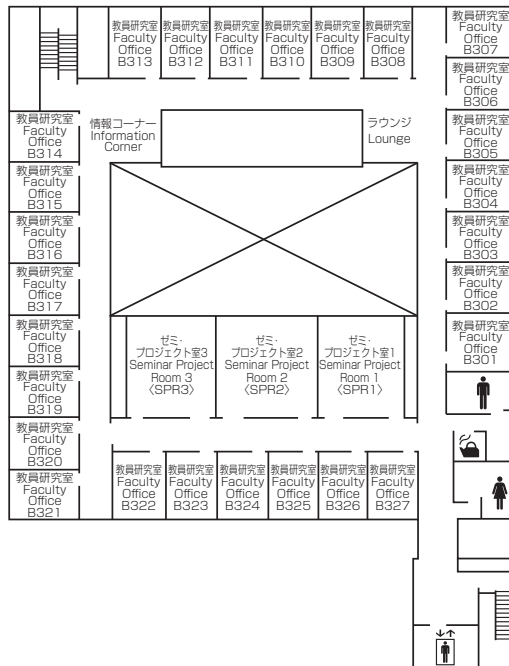 教員研究室
Faculty
Office
B313
教員研究室
Faculty
Office
B312
教員研究室
Faculty
Office
B311
教員研究室
Faculty
Office
B310
教員研究室
Faculty
Office
B309
教員研究室
Faculty
Office
B308
教員研究室
Faculty
Office
B307
教員研究室
Faculty
Office
B306
教員研究室
Faculty
Office
B305
教員研究室
Faculty
Office
B304
教員研究室
Faculty
Office
B303
教員研究室
Faculty
Office
B302
教員研究室
Faculty
Office
B301
情報コーナー
Information
Corner
ラウンジ
Lounge
教員研究室
Faculty
Office
B314
教員研究室
Faculty
Office
B315
教員研究室
Faculty
Office
B316
教員研究室
Faculty
Office
B317
教員研究室
Faculty
Office
B318
教員研究室
Faculty
Office
B319
教員研究室
Faculty
Office
B320
教員研究室
Faculty
Office
B321
ゼミ・
プロジェクト室3
Seminar Project
Room 3
〈SPR3〉
ゼミ・
プロジェクト室2
Seminar Project
Room 2
〈SPR2〉
ゼミ・
プロジェクト室1
Seminar Project
Room 1
〈SPR1〉
教員研究室
Faculty
Office
B322
教員研究室
Faculty
Office
B323
教員研究室
Faculty
Office
B324
教員研究室
Faculty
Office
B325
教員研究室
Faculty
Office
B326
教員研究室
Faculty
Office
B327